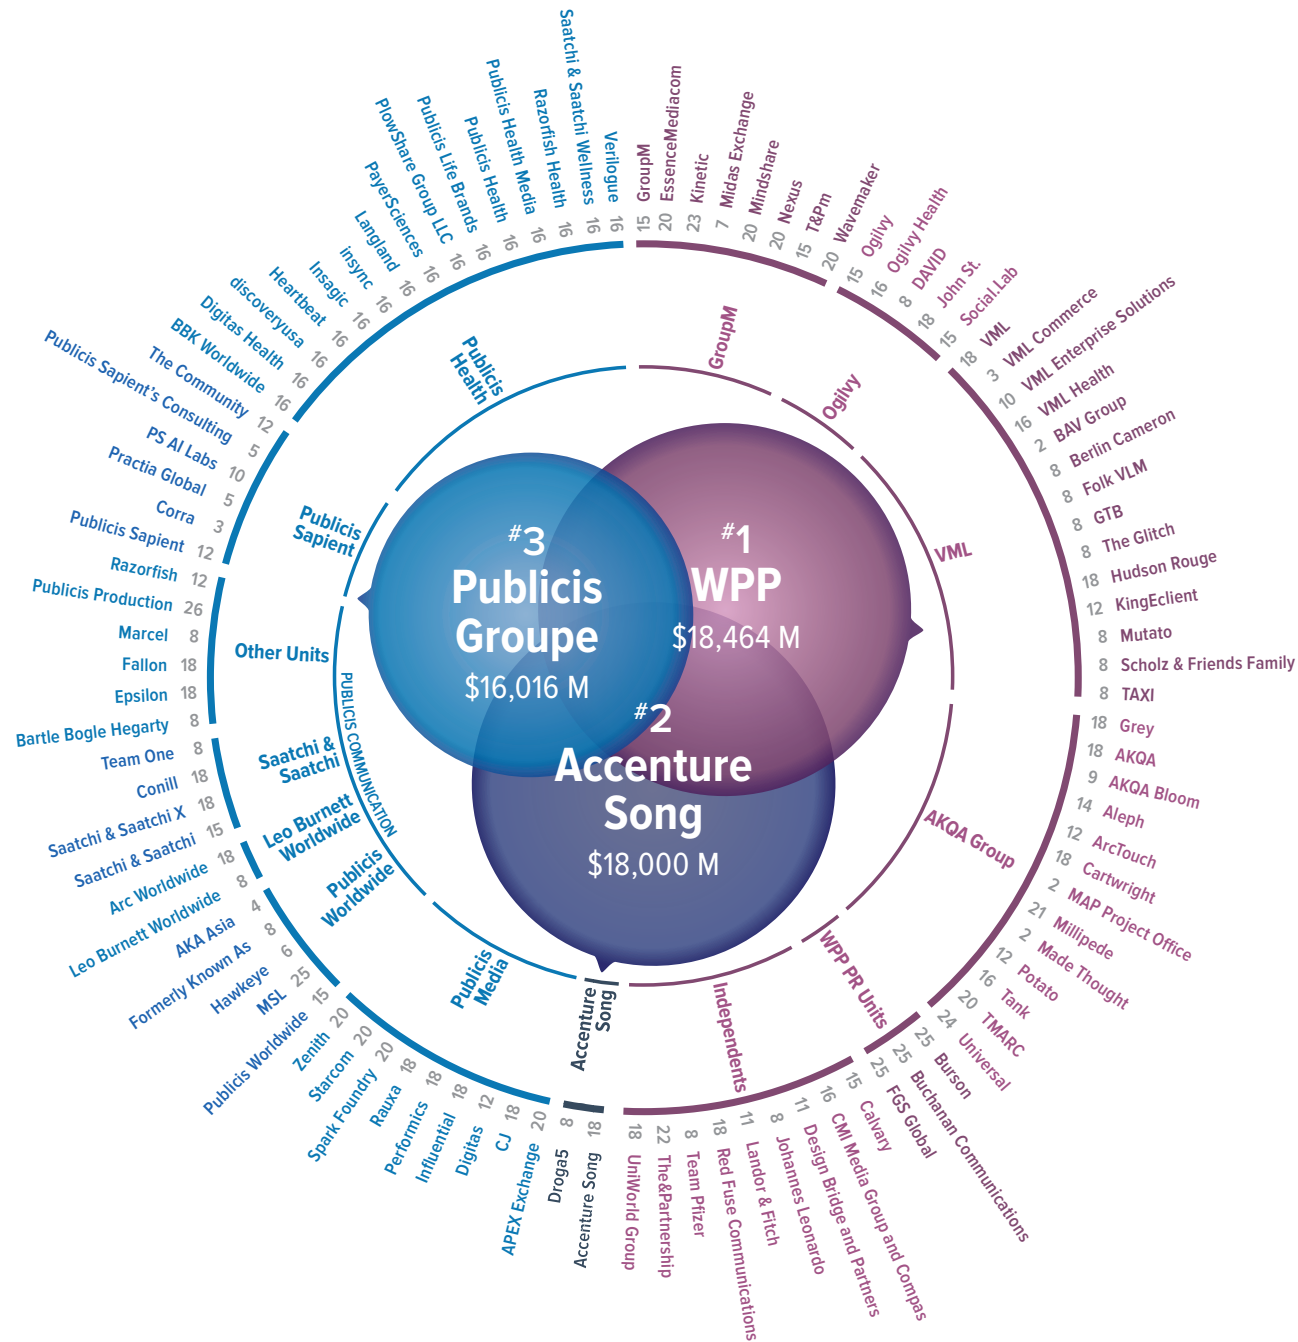 #1
WPP
$18,464 M
#2
Accenture
Song
$18,000 M
#3
Publicis
Groupe
$16,016 M
GroupM
15 GroupM
20 EssenceMediacom
23 Kinetic
7 Midas Exchange
20 Mindshare
20 Nexus
15 T&Pm
20 Wavemaker
Ogilvy
15 Ogilvy
16 Ogilvy Health
8 DAVID
18 John St.
15 Social.Lab
VML
18 VML
3 VML Commerce
10 VML Enterprise Solutions
16 VML Health
2 BAV Group
8 Berlin Cameron
8 Folk VLM
8 GTB
8 The Glitch
18 Hudson Rouge
12 KingEclient
8 Mutato
8 Scholz & Friends Family
8 TAXI
AKQA Group
18 Grey
18 AKQA
9 AKQA Bloom
14 Aleph
12 ArcTouch
18 Cartwright
2 MAP Project Office
21 Millipede
2 Made Thought
12 Potato
16 Tank
20 TMARC
24 Universal
WPP PR Units
25 Burson
25 Buchanan Communications
25 FGS Global
Independents
15 Calvary
16 CMI Media Group and Compas
11 Design Bridge and Partners
8 Johannes Leonardo
11 Landor & Fitch
18 Red Fuse Communications
8 Team Pfizer
22 The&Partnership
18 UniWorld Group
Accenture
Song
18 Accenture Song
8 Droga5
Publicis
Media
APEX Exchange 20
CJ 18
Digitas 12
Influential 18
Performics 18
Rauxa 18
Spark Foundry 20
Starcom 20
Zenith 20
PUBLICIS COMMUNICATION
Publicis
Worldwide
Publicis Worldwide 15
MSL 25
Hawkeye 6
Formerly Known As 8
AKA Asia 4
Leo Burnett
Worldwide
Leo Burnett Worldwide 8
Arc Worldwide 18
Saatchi &
Saatchi
Saatchi & Saatchi 15
Saatchi & Saatchi X 18
Conill 18
Team One 8
Other Units
Bartle Bogle Hegarty 8
Epsilon 18
Fallon 18
Marcel 8
Publicis Production 26
Razorfish 12
Publicis
Sapient
Publicis Sapient 12
Corra 3
Practia Global 5
PS AI Labs 10
Publicis Sapient's Consulting 5
The Community 12
Publicis
Health
BBK Worldwide 16
Digitas Health 16
discoveryusa 16
Heartbeat 16
Insagic 16
insync 16
Langland 16
PayerSciences 16
PlowShare Group LLC 16
Publicis Life Brands 16
Publicis Health 16
Publicis Health Media 16
Razorfish Health 16
Saatchi & Saatchi Wellness 16
Verilogue 16